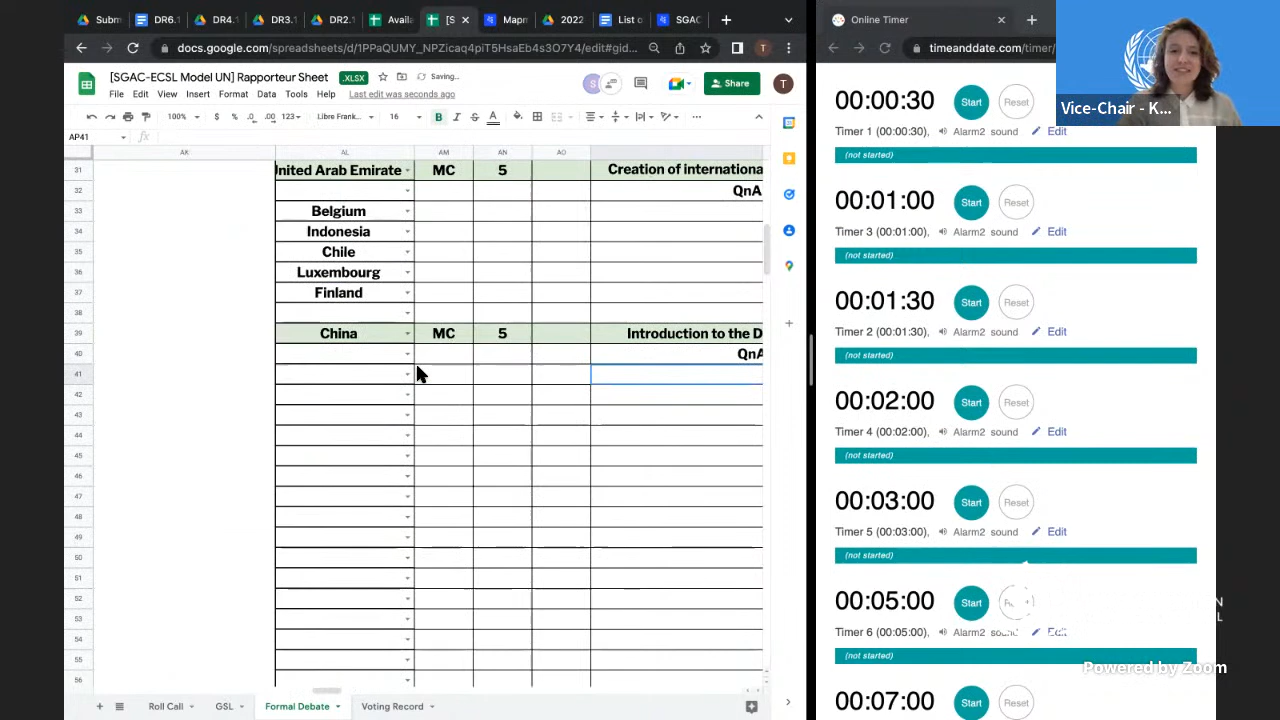 Subm
DR6.1
DR4.1
DR3.1
DR2.1
Availa
[S
Mapn
2022
List o
SGAC
Online Timer
docs.google.com/spreadsheets/d/1PPaQUMY_NPZicaq4piT5HsaEb4s3O7Y4/edit#gid...
timeanddate.com/timer/
[SGAC-ECSL Model UN] Rapporteur Sheet
.XLSX
Saving...
Share
File Edit View Insert Format Data Tools Help Last edit was seconds ago
100% $ % .0 .00 123 Libre Frank... 16 B I S A
AP41 fx
AK AL AM AN AO
31 United Arab Emirate MC 5 Creation of internationa
32 QnA
33 Belgium
34 Indonesia
35 Chile
36 Luxembourg
37 Finland
38
39 China MC 5 Introduction to the D
40 QnA
41
42
43
44
45
46
47
48
49
50
51
52
53
54
55
56
Roll Call GSL Formal Debate Voting Record
00:00:30 Start Reset
Timer 1 (00:00:30), Alarm2 sound Edit
(not started)
00:01:00 Start Reset
Timer 3 (00:01:00), Alarm2 sound Edit
(not started)
00:01:30 Start Reset
Timer 2 (00:01:30), Alarm2 sound Edit
(not started)
00:02:00 Start Reset
Timer 4 (00:02:00), Alarm2 sound Edit
(not started)
00:03:00 Start Reset
Timer 5 (00:03:00), Alarm2 sound Edit
(not started)
00:05:00 Start
Timer 6 (00:05:00), Alarm2 Edit
(not started)
00:07:00 Start Reset
Vice-Chair - K...
Powered by Zoom